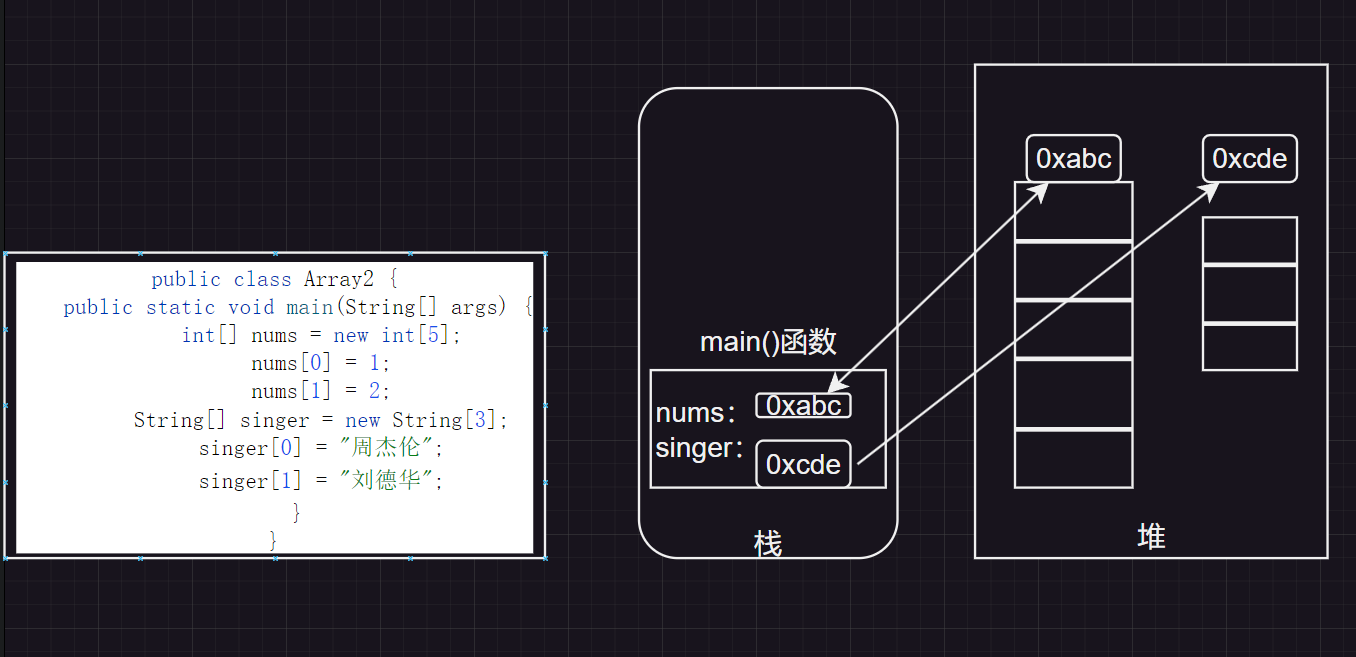 public class Array2 {
public static void main(String[] args) {
int[] nums = new int[5];
nums[0] = 1;
nums[1] = 2;
String[] singer = new String[3];
singer[0] = "周杰伦";
singer[1] = "刘德华";
}
}
main()函数
nums： 0xabc
singer： 0xcde
栈
0xabc 0xcde
堆